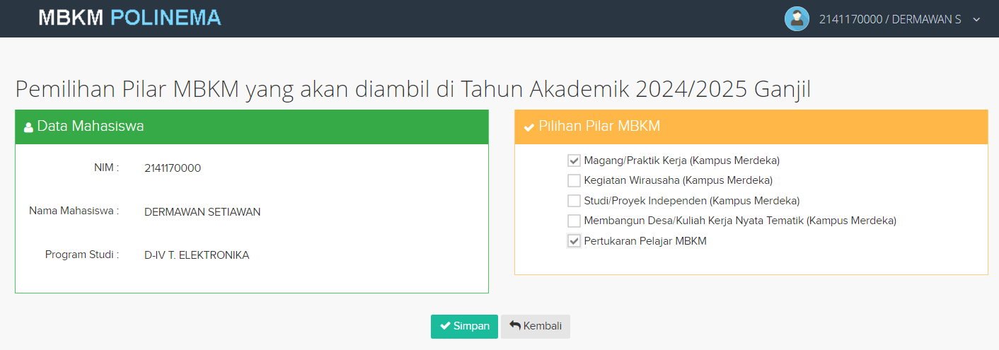 MBKM POLINEMA
2141170000 / DERMAWAN S
Pemilihan Pilar MBKM yang akan diambil di Tahun Akademik 2024/2025 Ganjil
Data Mahasiswa
NIM : 2141170000
Nama Mahasiswa : DERMAWAN SETIAWAN
Program Studi : D-IV T. ELEKTRONIKA
Pilihan Pilar MBKM
Magang/Praktik Kerja (Kampus Merdeka)
Kegiatan Wirausaha (Kampus Merdeka)
Studi/Proyek Independen (Kampus Merdeka)
Membangun Desa/Kuliah Kerja Nyata Tematik (Kampus Merdeka)
Pertukaran Pelajar MBKM
Simpan
Kembali